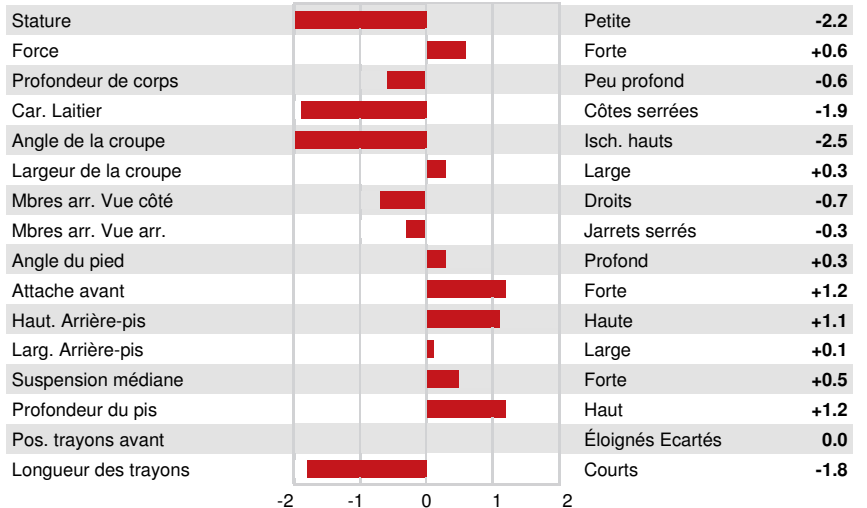 Stature Petite -2.2
Force Forte +0.6
Profondeur de corps Peu profond -0.6
Car. Laitier Côtes serrées -1.9
Angle de la croupe Isch. hauts -2.5
Largeur de la croupe Large +0.3
Mbres arr. Vue côté Droits -0.7
Mbres arr. Vue arr. Jarrets serrés -0.3
Angle du pied Profond +0.3
Attache avant Forte +1.2
Haut. Arrière-pis Haute +1.1
Larg. Arrière-pis Large +0.1
Suspension médiane Forte +0.5
Profondeur du pis Haut +1.2
Pos. trayons avant Éloignés Ecartés 0.0
Longueur des trayons Courts -1.8
-2 -1 0 1 2